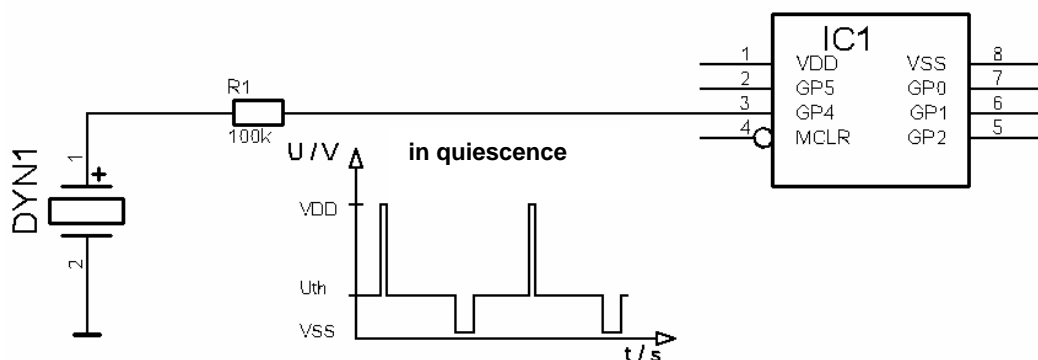 IC1
1 VDD VSS 8
2 GP5 GP0 7
3 GP4 GP1 6
4 MCLR GP2 5
R1
100k
DYN1
1
+
2
in quiescence
U / V
VDD
Uth
VSS
t / s